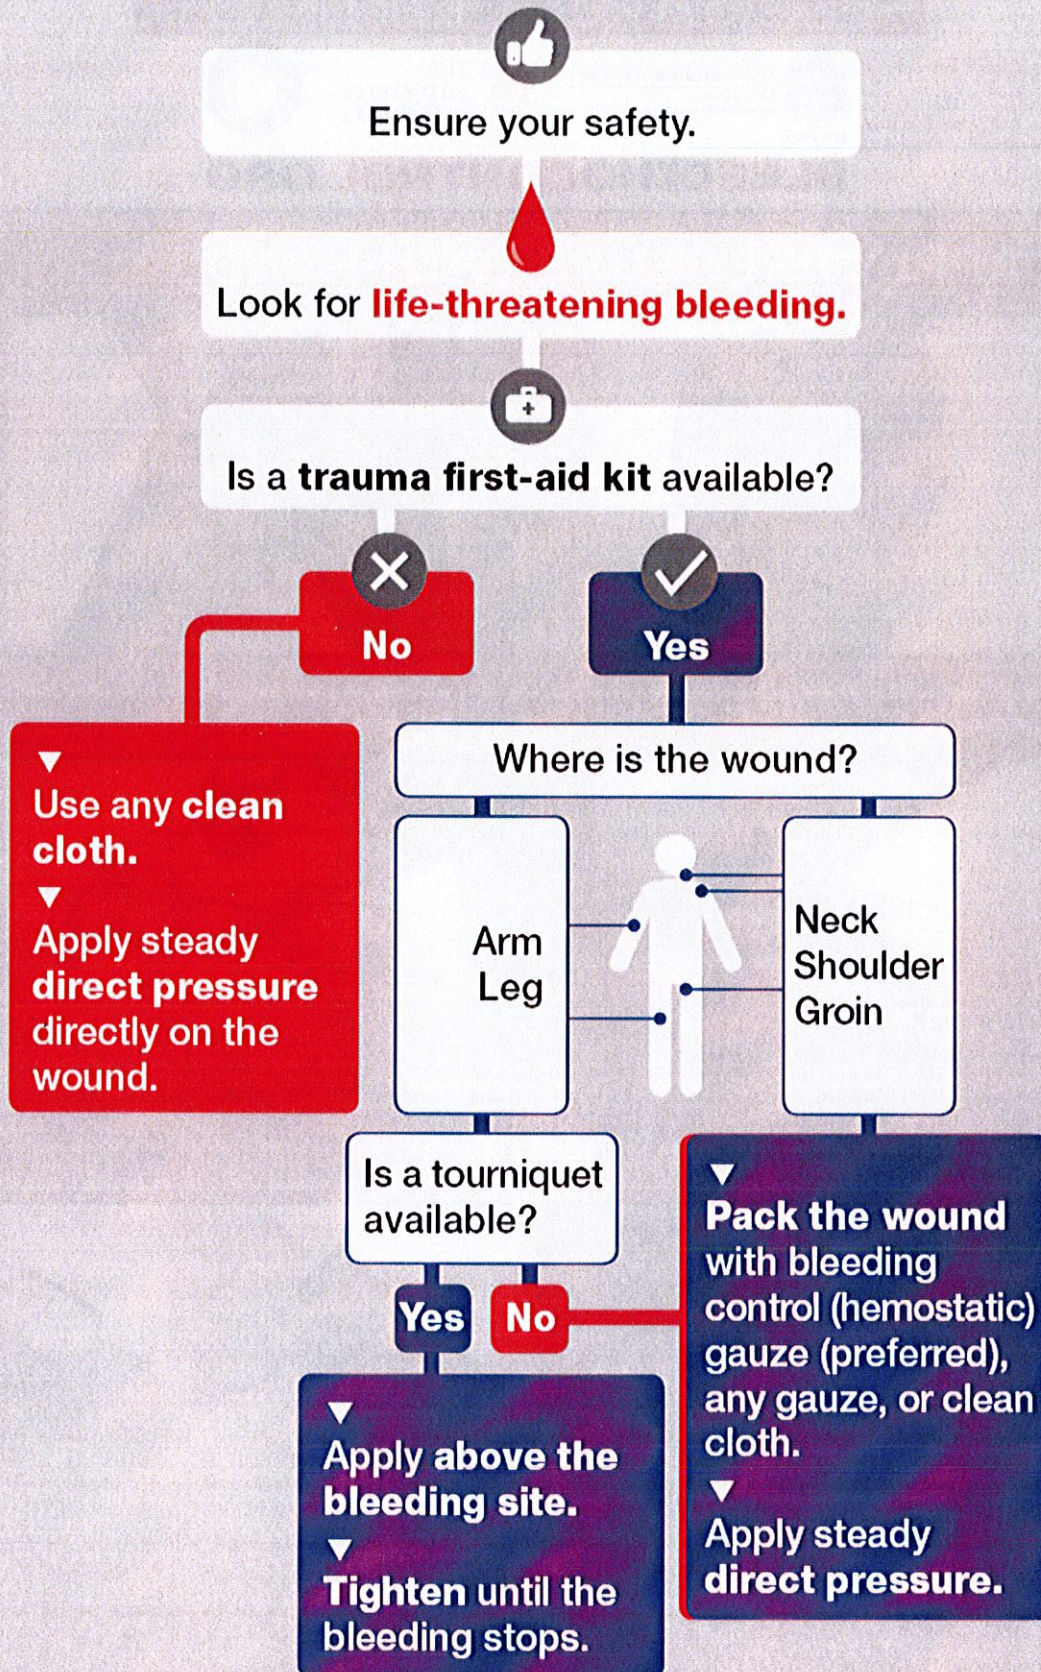 Ensure your safety.
Look for life-threatening bleeding.
Is a trauma first-aid kit available?
No
Yes
Use any clean
cloth.
Apply steady
direct pressure
directly on the
wound.
Where is the wound?
Arm
Leg
Neck
Shoulder
Groin
Is a tourniquet
available?
Yes
No
Apply above the
bleeding site.
Tighten until the
bleeding stops.
Pack the wound
with bleeding
control (hemostatic)
gauze (preferred),
any gauze, or clean
cloth.
Apply steady
direct pressure.